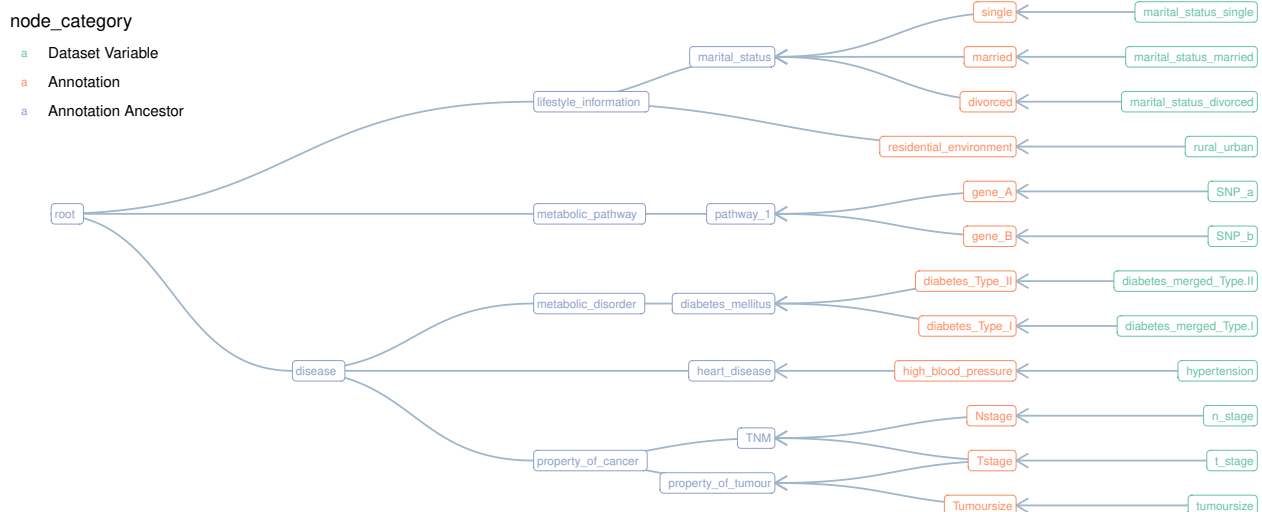 node_category
a Dataset Variable
a Annotation
a Annotation Ancestor
single
marital_status_single
marital_status
married
marital_status_married
lifestyle_information
divorced
marital_status_divorced
residential_environment
rural_urban
gene_A
SNP_a
root
metabolic_pathway
pathway_1
gene_B
SNP_b
diabetes_Type_II
diabetes_merged_Type.II
metabolic_disorder
diabetes_mellitus
diabetes_Type_I
diabetes_merged_Type.I
disease
heart_disease
high_blood_pressure
hypertension
Nstage
n_stage
TNM
property_of_cancer
Tstage
t_stage
property_of_tumour
Tumoursize
tumoursize